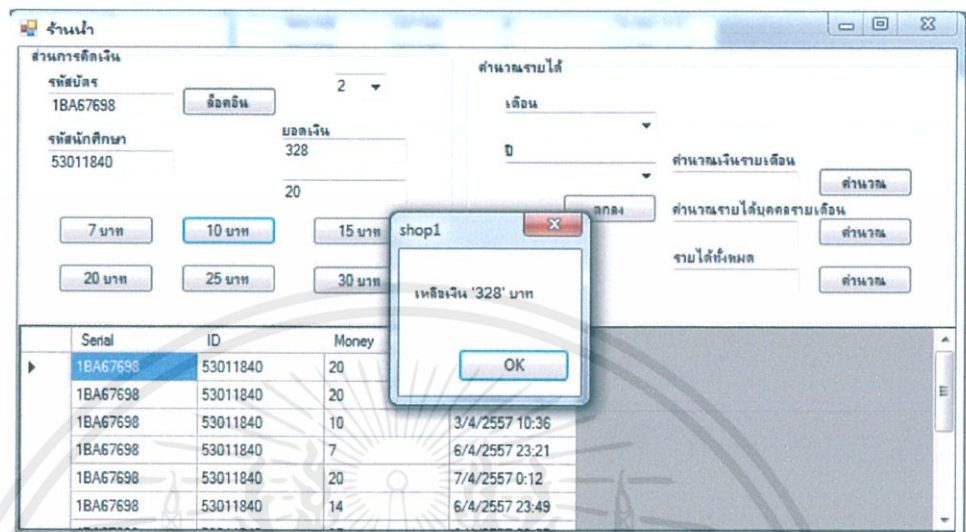 ร้านน้ำ
ส่วนการคิดเงิน
รหัสบัตร
1BA67698
ล็อคอิน
2
รหัสนักศึกษา
53011840
ยอดเงิน
328
20
7 บาท
10 บาท
15 บาท
20 บาท
25 บาท
30 บาท
คำนวณรายได้
เดือน
ปี
ตกลง
คำนวณเงินรายเดือน
คำนวณ
คำนวณรายได้บุคคลรายเดือน
คำนวณ
รายได้ทั้งหมด
คำนวณ
shop1
เหลือเงิน '328' บาท
OK
Serial ID Money
1BA67698 53011840 20
1BA67698 53011840 20
1BA67698 53011840 10 3/4/2557 10:36
1BA67698 53011840 7 6/4/2557 23:21
1BA67698 53011840 20 7/4/2557 0:12
1BA67698 53011840 14 6/4/2557 23:49